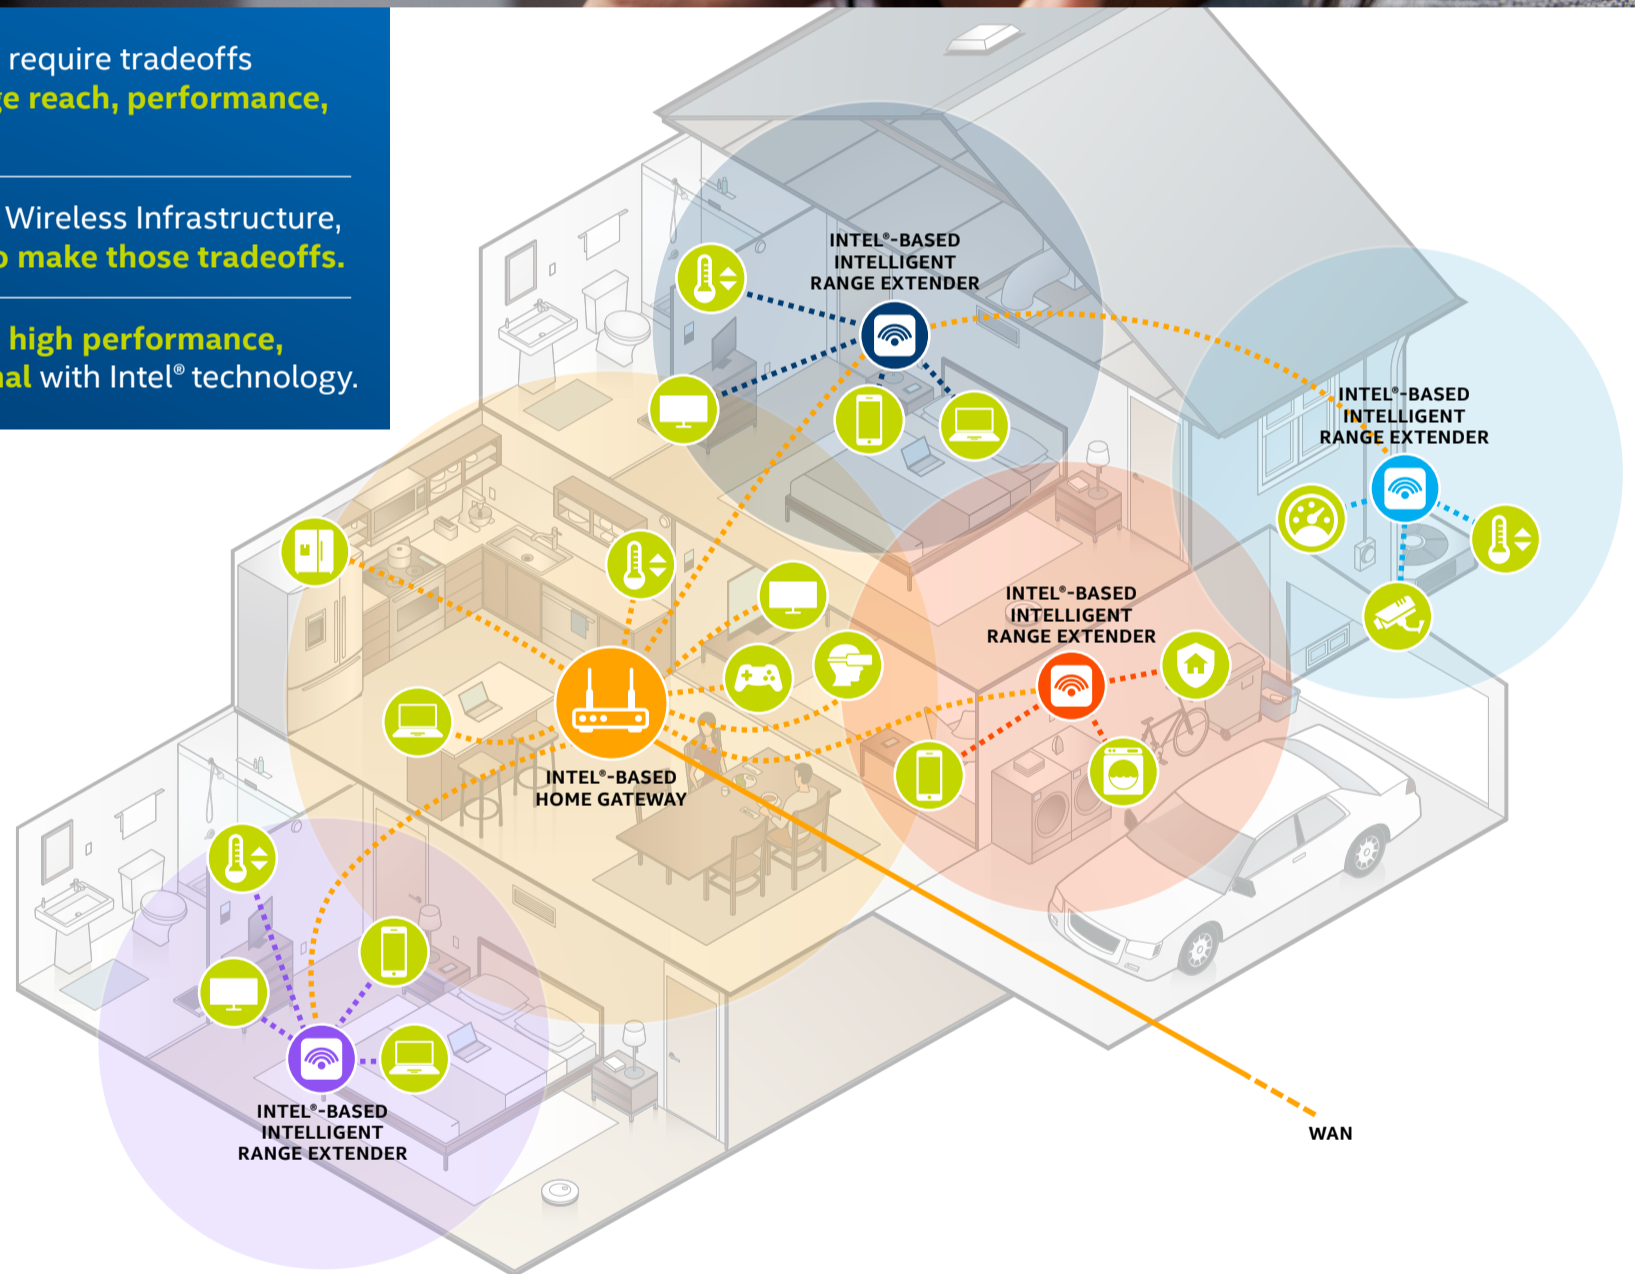 require tradeoffs
reach, performance,
Wireless Infrastructure,
make those tradeoffs.
high performance,
with Intel® technology.
INTEL®-BASED
INTELLIGENT
RANGE EXTENDER
INTEL®-BASED
INTELLIGENT
RANGE EXTENDER
INTEL®-BASED
INTELLIGENT
RANGE EXTENDER
INTEL®-BASED
HOME GATEWAY
INTEL®-BASED
INTELLIGENT
RANGE EXTENDER
WAN